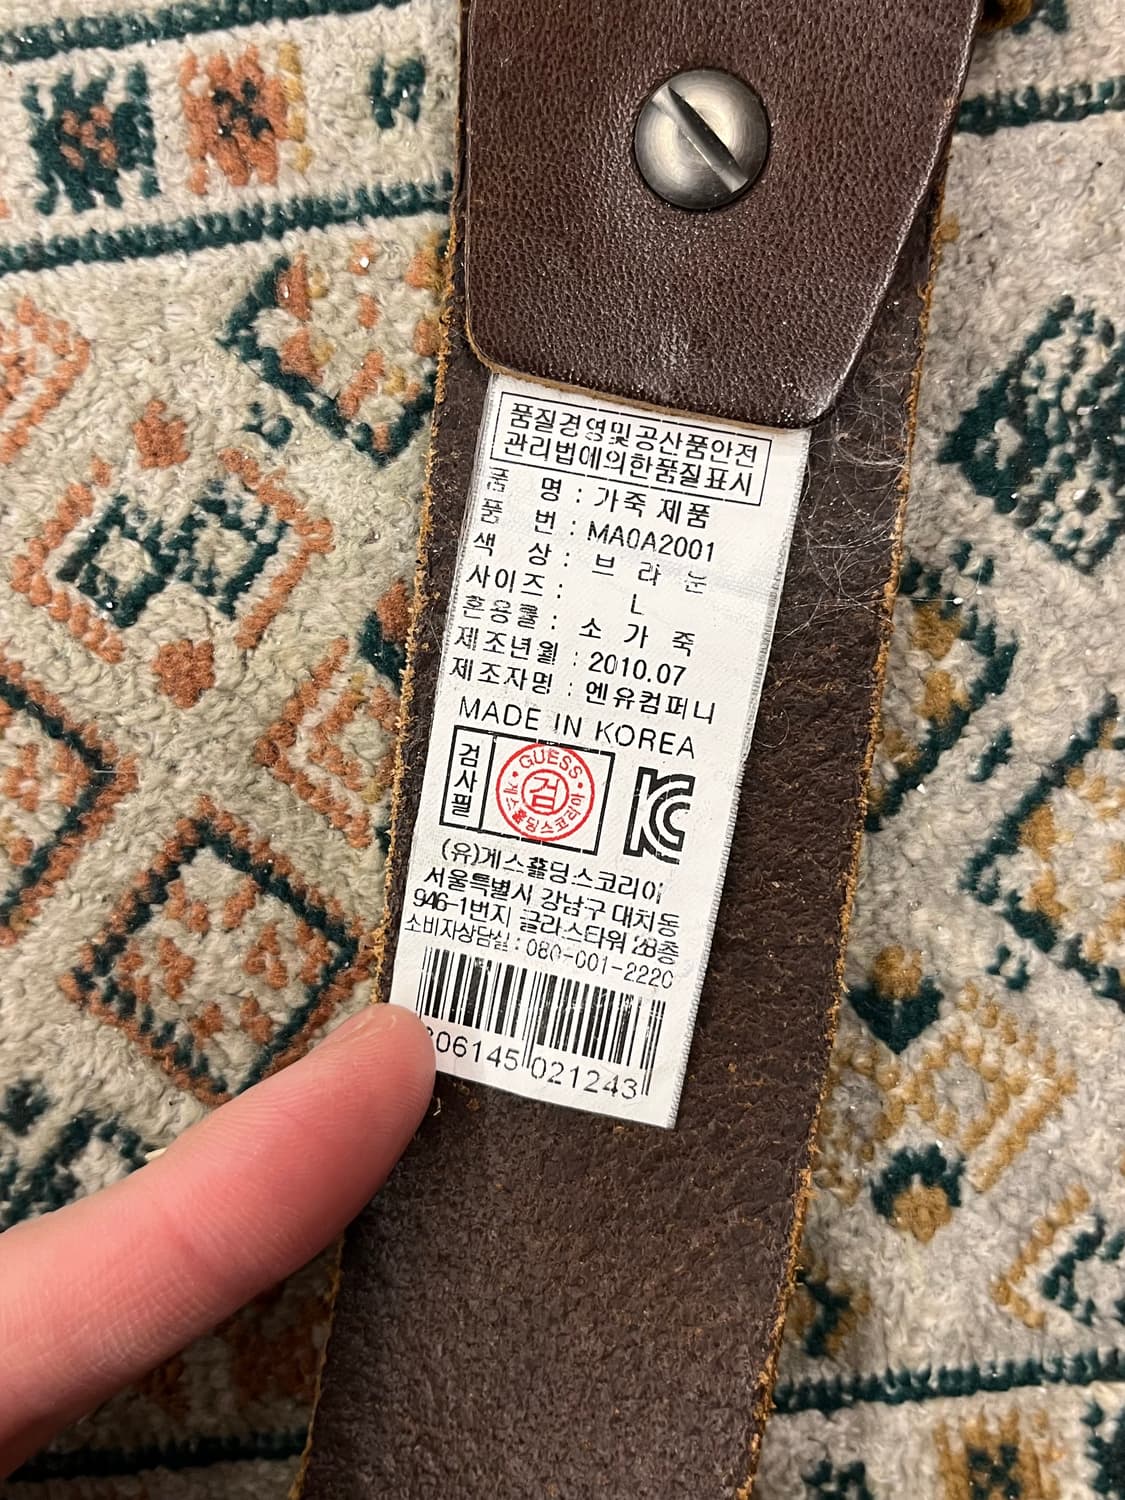 품질경영및공산품안전
관리법에의한품질표시
품 명 : 가죽 제품
품 번 : MA0A2001
색 상 : 브 라 운
사이즈 : L
혼용률 : 소 가 죽
제조년월 : 2010.07
제조자명 : 엔유컴퍼니
MADE IN KOREA
검사필
GUESS
검
게스홀딩스코리아
KC
(유)게스홀딩스코리아
서울특별시 강남구 대치동
946-1번지 글라스타워 28층
소비자상담실 : 080-001-2220
06145 021243